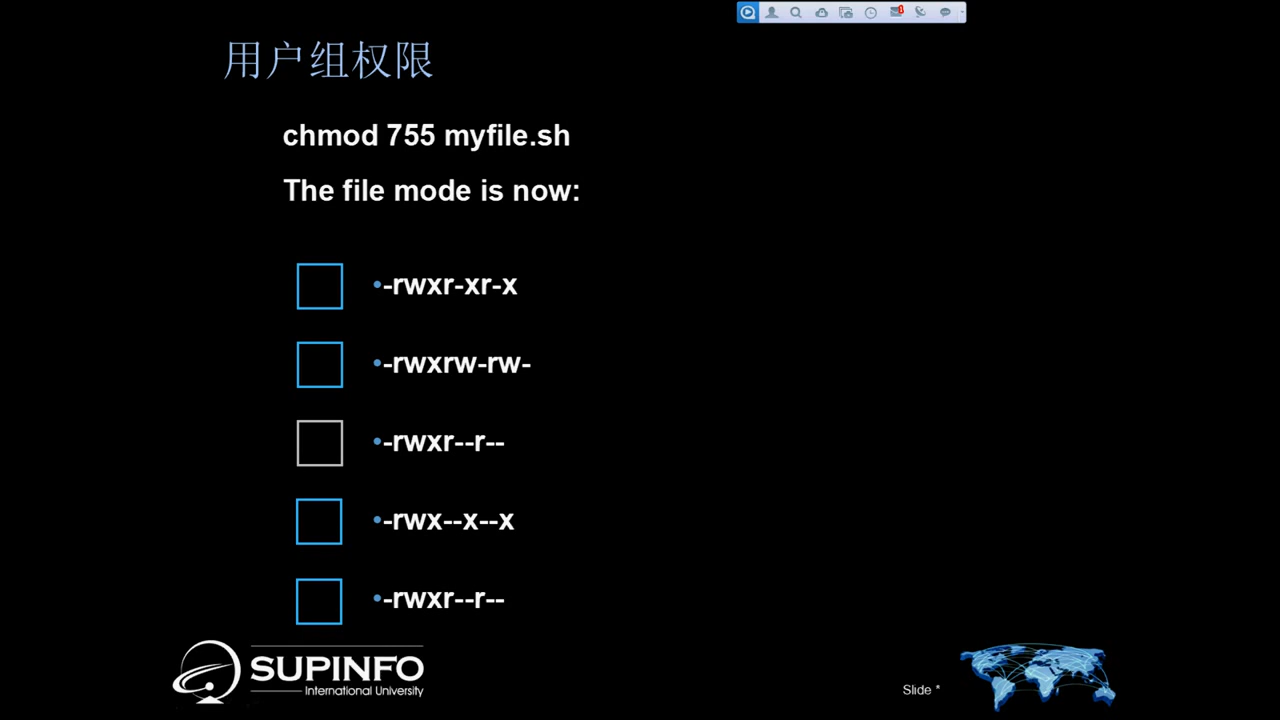 用户组权限
chmod 755 myfile.sh
The file mode is now:
•-rwxr-xr-x
•-rwxrw-rw-
•-rwxr--r--
•-rwx--x--x
•-rwxr--r--
SUPINFO
International University
Slide *